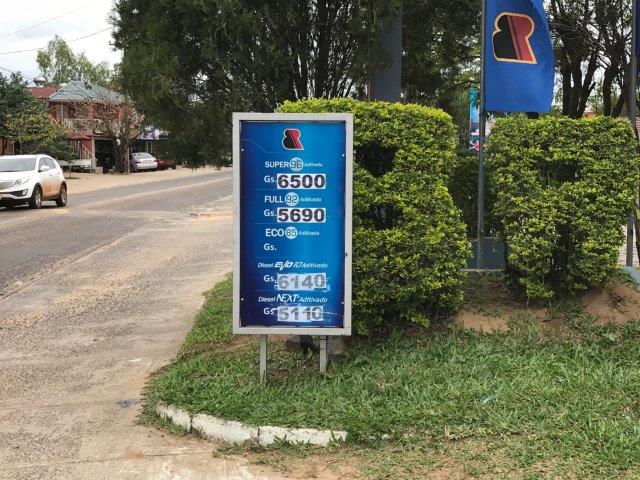 SUPER 96 Aditivada
Gs. 6500
FULL 92 Aditivada
Gs. 5690
ECO 85 Aditivada
Gs.
Diesel EVO 10 Aditivado
Gs. 6140
Diesel NEXT Aditivado
Gs. 5110